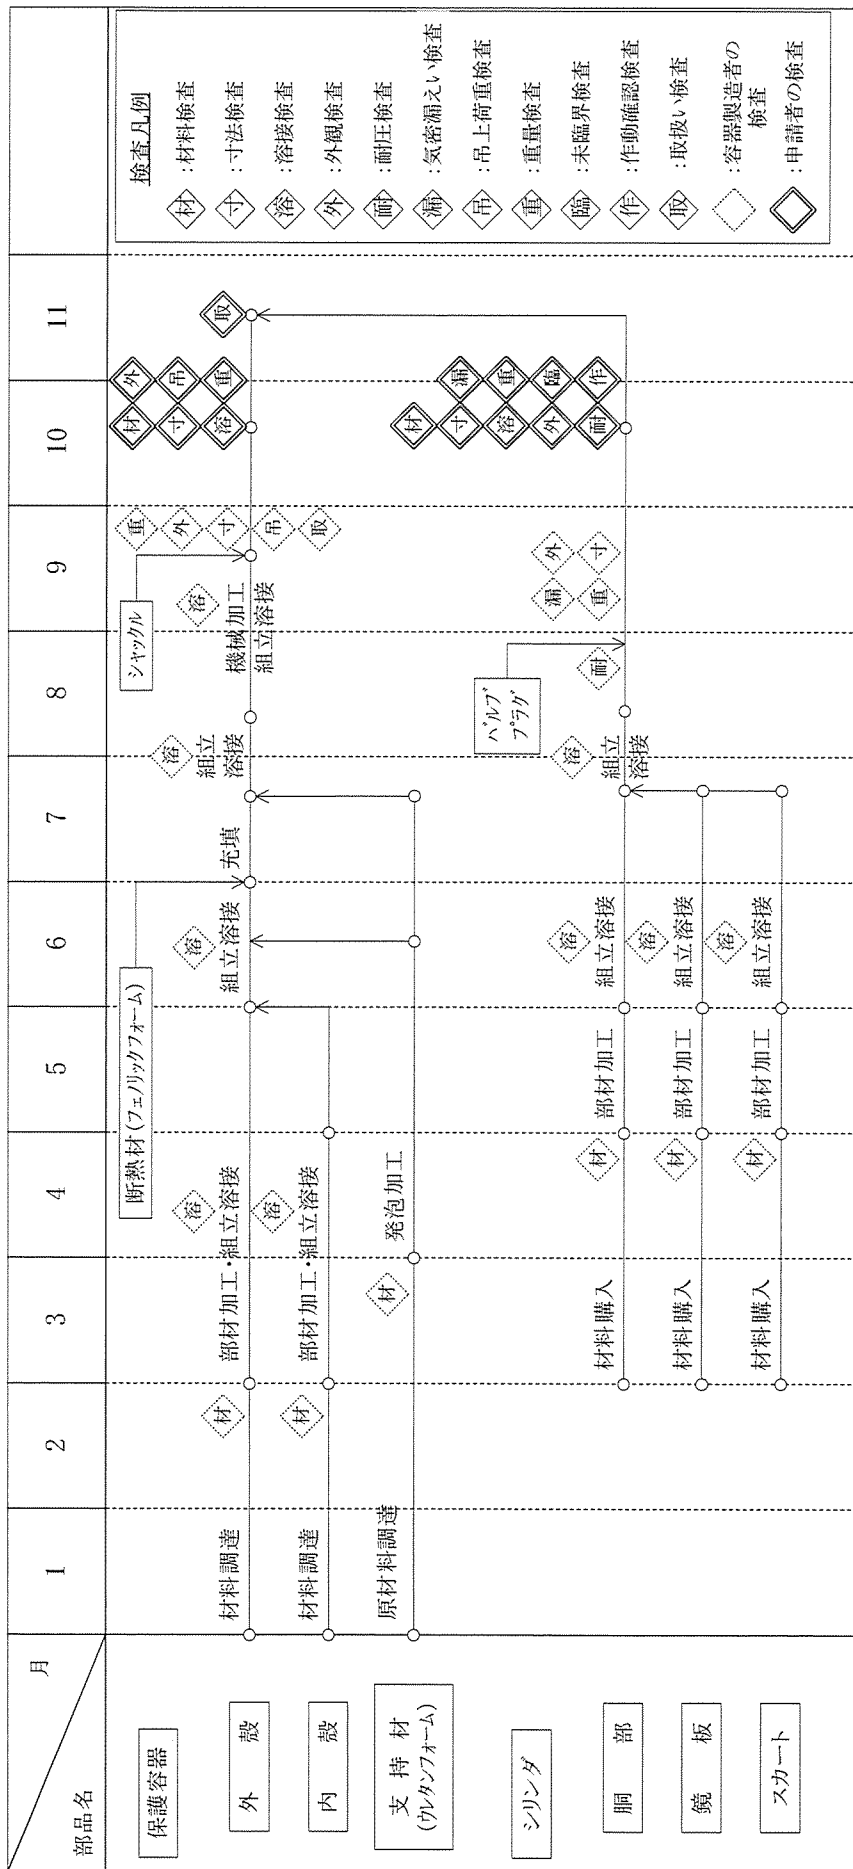 部品名
月
1
2
3
4
5
6
7
8
9
10
11
保護容器
外 殻
材料調達
材
部材加工・組立溶接
溶
断熱材(フェノリックフォーム)
組立溶接
溶
充填
組立
溶接
溶
機械加工
組立溶接
溶
シャックル
重
外
寸
吊
取
材
寸
溶
外
吊
重
取
内 殻
材料調達
材
部材加工・組立溶接
溶
支 持 材
(ウレタンフォーム)
原材料調達
材
発泡加工
シリンダ
胴 部
材料購入
材
部材加工
組立溶接
溶
組立
溶接
溶
バルブ
プラグ
耐
漏
外
重
寸
材
寸
溶
外
耐
漏
重
臨
作
鏡 板
材料購入
材
部材加工
組立溶接
溶
スカート
材料購入
材
部材加工
組立溶接
溶
検査凡例
材:材料検査
寸:寸法検査
溶:溶接検査
外:外観検査
耐:耐圧検査
漏:気密漏えい検査
吊:吊上荷重検査
重:重量検査
臨:未臨界検査
作:作動確認検査
取:取扱い検査
:容器製造者の
検査
:申請者の検査